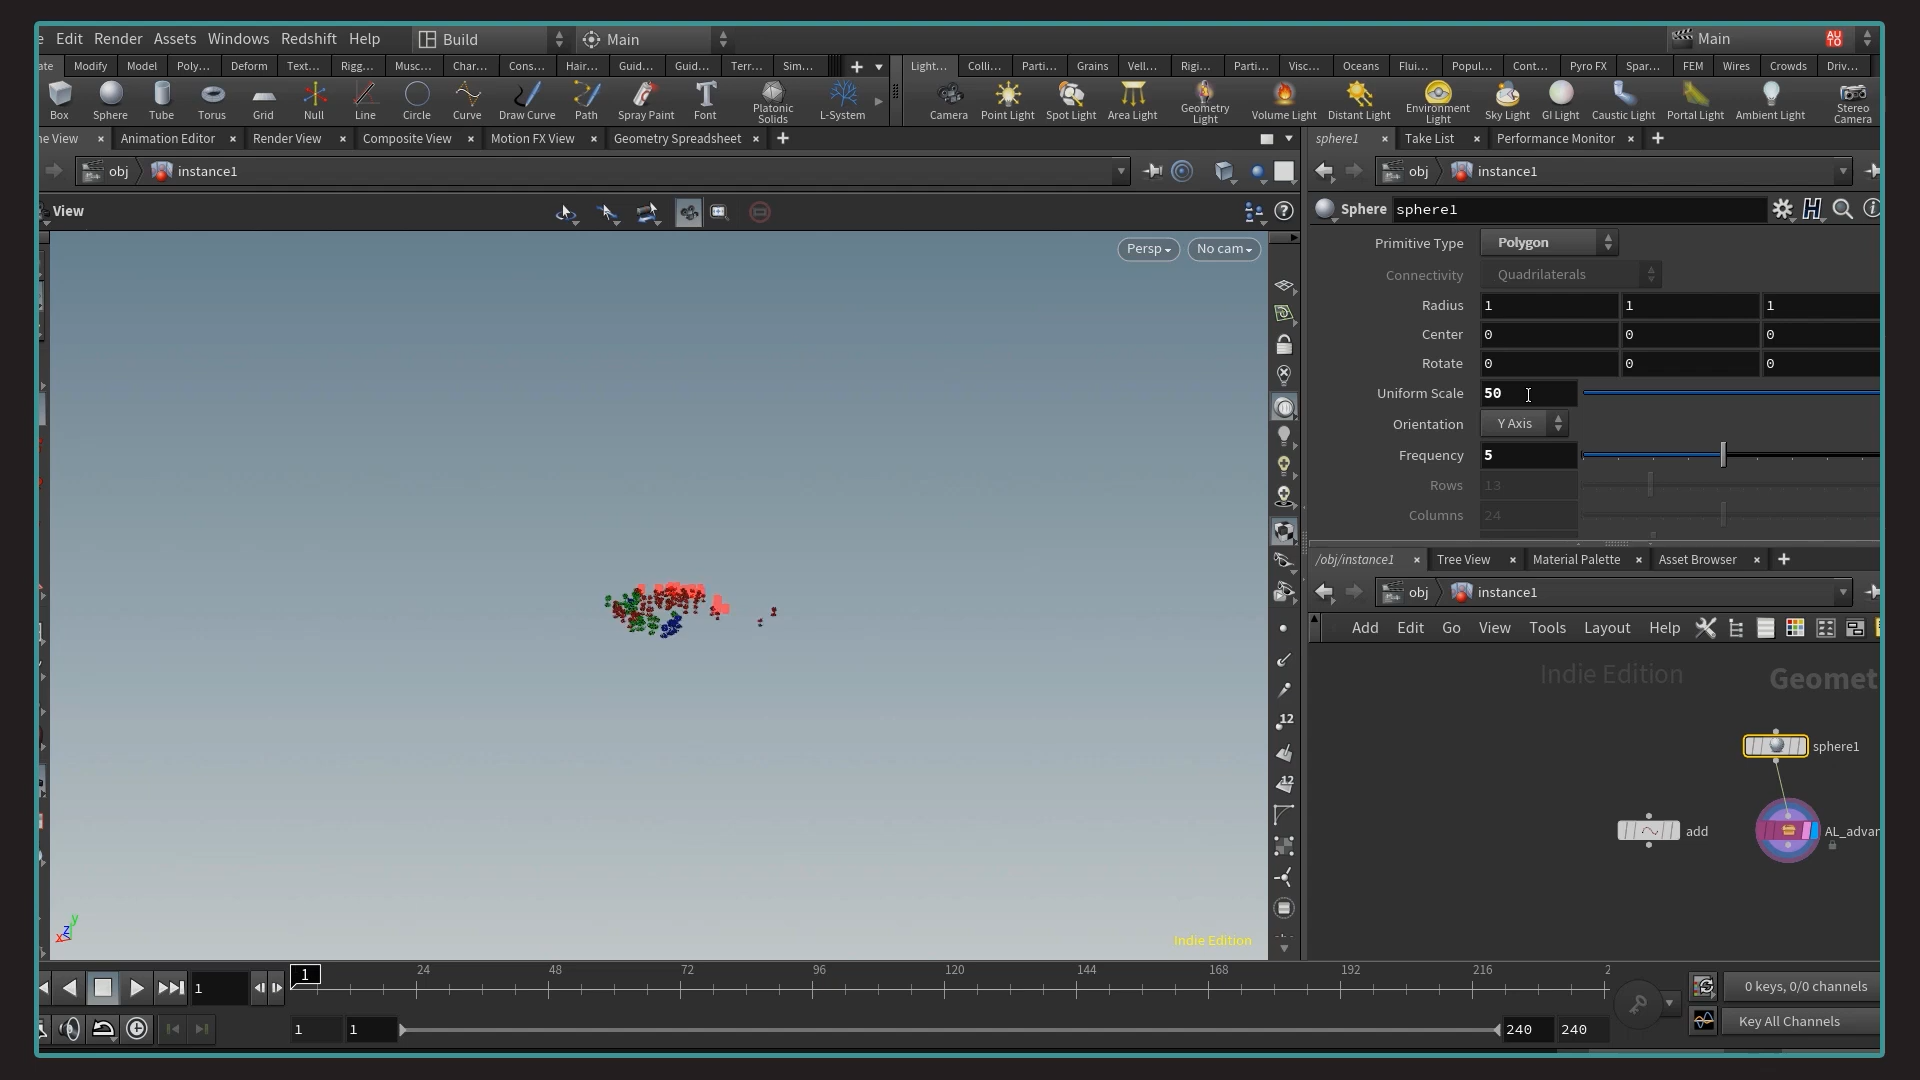 Edit Render Assets Windows Redshift Help Build Main Main AUTO
ate Modify Model Poly... Deform Text... Rigg... Musc... Char... Cons... Hair... Guid... Guid... Terr... Sim... Light... Colli... Parti... Grains Vell... Rigi... Parti... Visc... Oceans Flui... Popul... Cont... Pyro FX Spar... FEM Wires Crowds Driv...
Box Sphere Tube Torus Grid Null Line Circle Curve Draw Curve Path Spray Paint Font Platonic Solids L-System Camera Point Light Spot Light Area Light Geometry Light Volume Light Distant Light Environment Light Sky Light GI Light Caustic Light Portal Light Ambient Light Stereo Camera
ne View Animation Editor Render View Composite View Motion FX View Geometry Spreadsheet sphere1 Take List Performance Monitor
obj instance1 obj instance1
View
Sphere sphere1
Persp No cam
Primitive Type Polygon
Connectivity Quadrilaterals
Radius 1 1 1
Center 0 0 0
Rotate 0 0 0
Uniform Scale 50
Orientation Y Axis
Frequency 5
Rows 13
Columns 24
/obj/instance1 Tree View Material Palette Asset Browser
obj instance1
Add Edit Go View Tools Layout Help
Indie Edition Geomet
12
sphere1
12
add AL_advar
y
z
x
Indie Edition
1 24 48 72 96 120 144 168 192 216 2
1 0 keys, 0/0 channels
1 1 240 240 Key All Channels